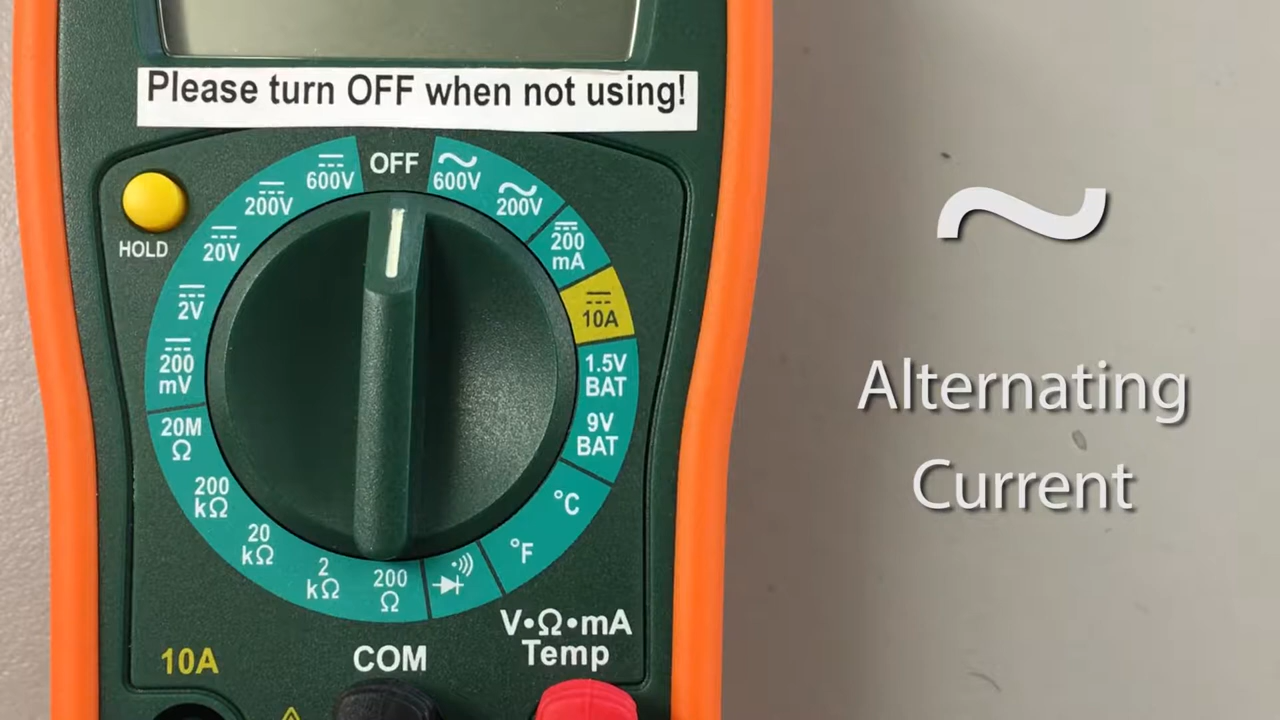 Please turn OFF when not using!
OFF
600V
200V
20V
2V
200
mV
20M
Ω
200
kΩ
20
kΩ
2
kΩ
200
Ω
600V
200V
200
mA
10A
1.5V
BAT
9V
BAT
°C
°F
HOLD
10A
COM
V•Ω•mA
Temp
~
Alternating
Current